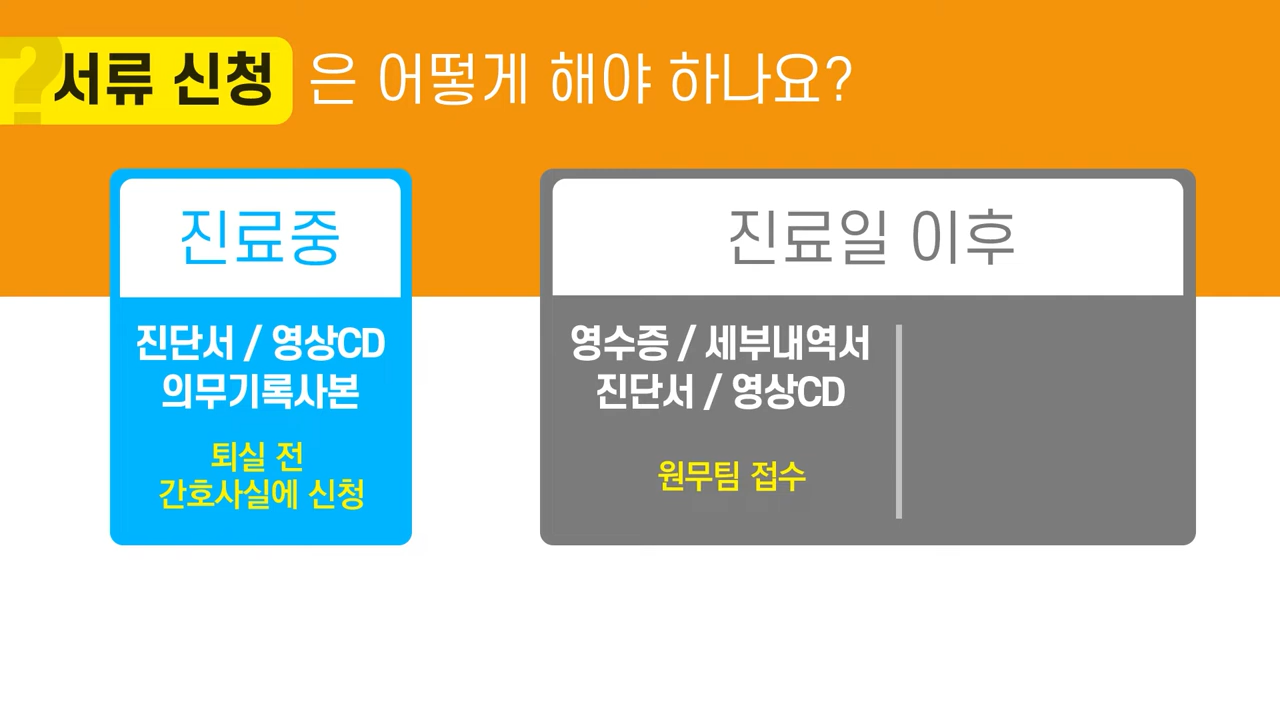 ? 서류 신청 은 어떻게 해야 하나요?
진료중
진단서 / 영상CD
의무기록사본
퇴실 전
간호사실에 신청
진료일 이후
영수증 / 세부내역서
진단서 / 영상CD
원무팀 접수